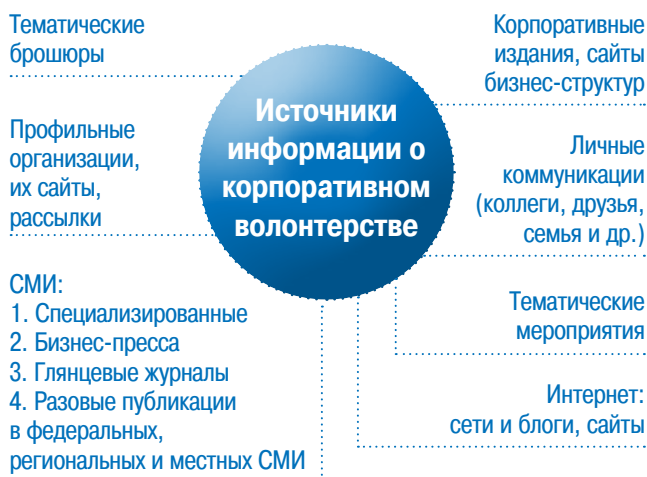 Тематические
брошюры
Профильные
организации,
их сайты,
рассылки
СМИ:
1. Специализированные
2. Бизнес-пресса
3. Глянцевые журналы
4. Разовые публикации
в федеральных,
региональных и местных СМИ
Источники
информации о
корпоративном
волонтерстве
Корпоративные
издания, сайты
бизнес-структур
Личные
коммуникации
(коллеги, друзья,
семья и др.)
Тематические
мероприятия
Интернет:
сети и блоги, сайты